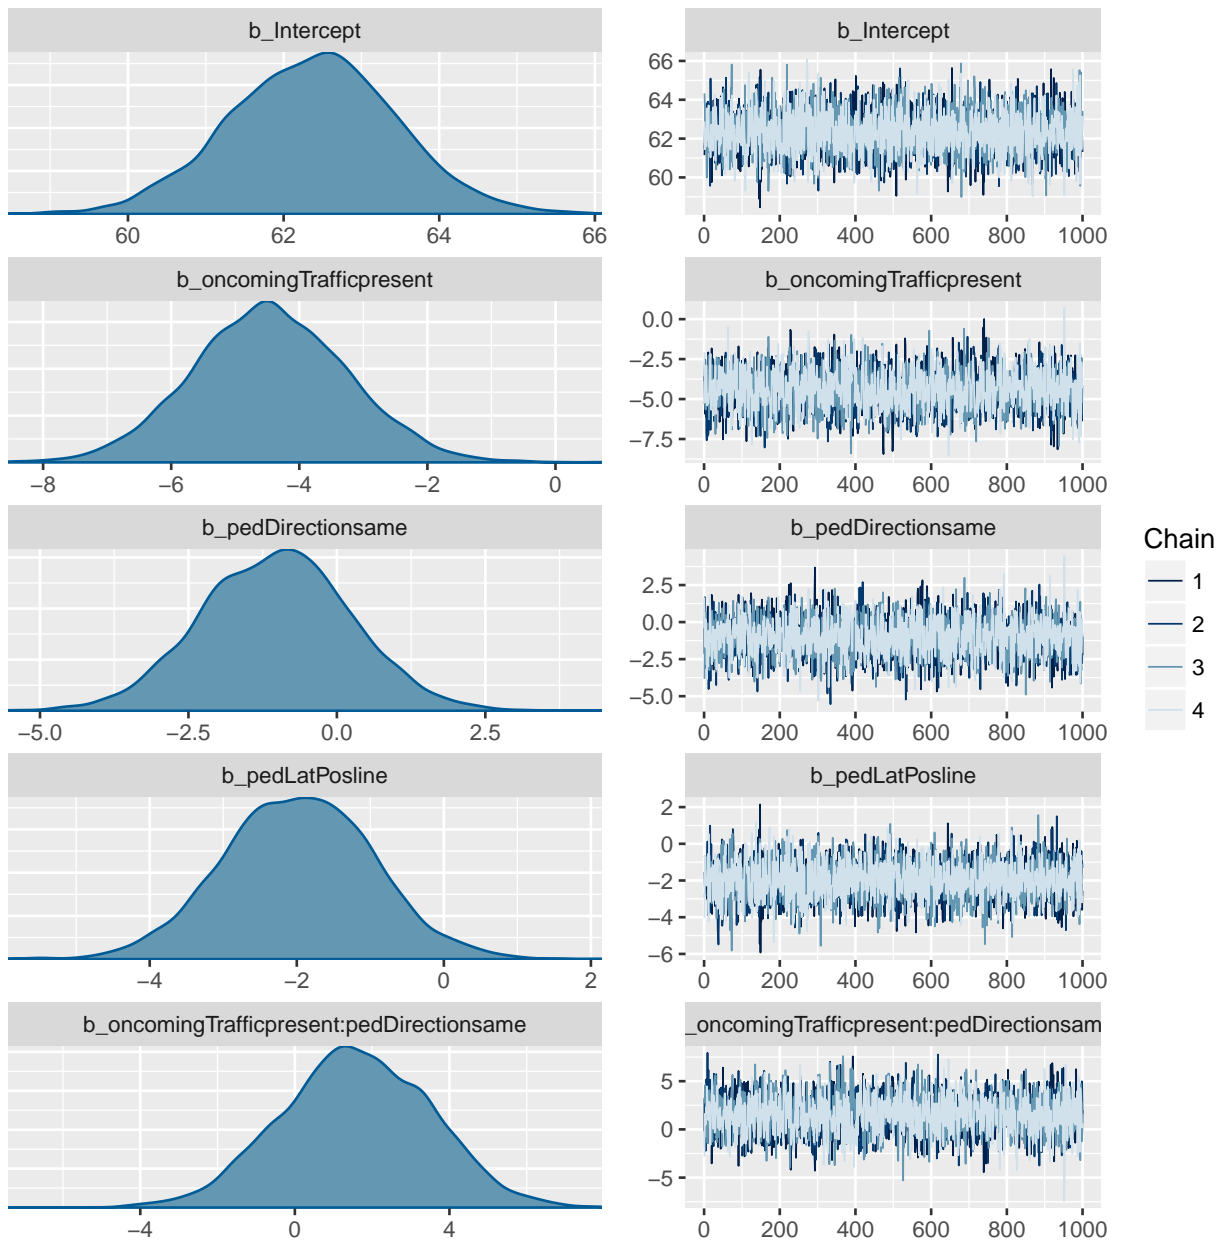 b_Intercept
60 62 64 66
b_Intercept
66
64
62
60
0 200 400 600 800 1000
b_oncomingTrafficpresent
−8 −6 −4 −2 0
b_oncomingTrafficpresent
0.0
−2.5
−5.0
−7.5
0 200 400 600 800 1000
b_pedDirectionsame
−5.0 −2.5 0.0 2.5
b_pedDirectionsame
2.5
0.0
−2.5
−5.0
0 200 400 600 800 1000
b_pedLatPosline
−4 −2 0 2
b_pedLatPosline
2
0
−2
−4
−6
0 200 400 600 800 1000
b_oncomingTrafficpresent:pedDirectionsame
−4 0 4
_oncomingTrafficpresent:pedDirectionsam
5
0
−5
0 200 400 600 800 1000
Chain
1
2
3
4